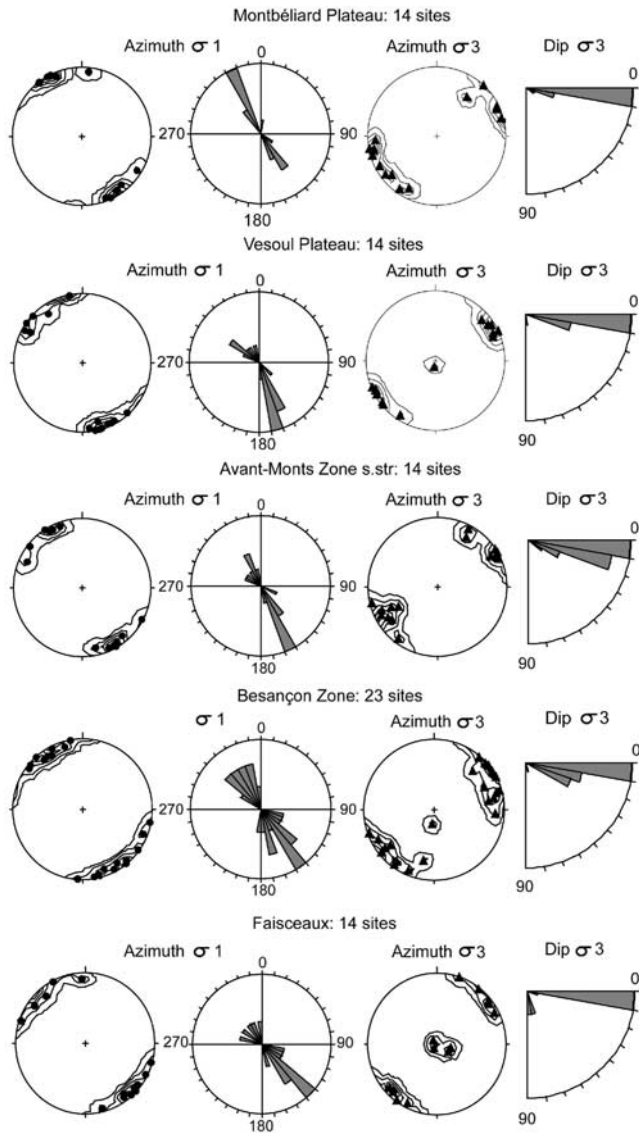 Montbéliard Plateau: 14 sites
Azimuth σ 1
Azimuth σ 3
Dip σ 3
0
0
270
90
180
90
Vesoul Plateau: 14 sites
Azimuth σ 1
Azimuth σ 3
Dip σ 3
0
0
270
90
180
90
Avant-Monts Zone s.str: 14 sites
Azimuth σ 1
Azimuth σ 3
Dip σ 3
0
0
270
90
180
90
Besançon Zone: 23 sites
σ 1
Azimuth σ 3
Dip σ 3
0
0
270
90
180
90
Faisceaux: 14 sites
Azimuth σ 1
Azimuth σ 3
Dip σ 3
0
0
270
90
180
90